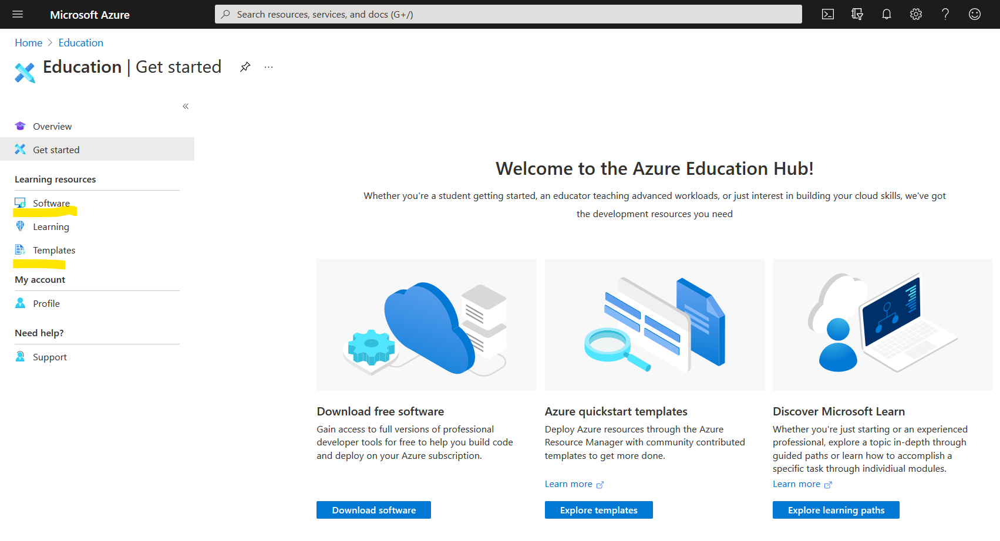 Microsoft Azure
Search resources, services, and docs (G+/)
Home > Education
Education | Get started
Overview
Get started
Learning resources
Software
Learning
Templates
My account
Profile
Need help?
Support
Welcome to the Azure Education Hub!
Whether you're a student getting started, an educator teaching advanced workloads, or just interest in building your cloud skills, we've got
the development resources you need
Download free software
Gain access to full versions of professional
developer tools for free to help you build code
and deploy on your Azure subscription.
Download software
Azure quickstart templates
Deploy Azure resources through the Azure
Resource Manager with community contributed
templates to get more done.
Learn more
Explore templates
Discover Microsoft Learn
Whether you're just starting or an experienced
professional, explore a topic in-depth through
guided paths or learn how to accomplish a
specific task through individiual modules.
Learn more
Explore learning paths